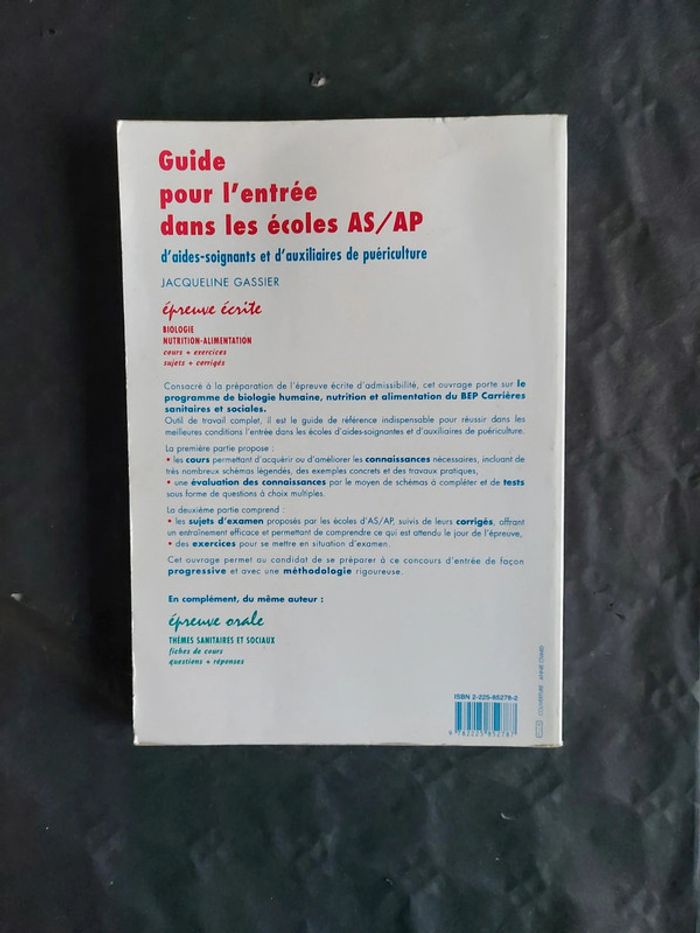 Guide
pour l'entrée
dans les écoles AS/AP
d'aides-soignants et d'auxiliaires de puériculture
JACQUELINE GASSIER
épreuve écrite
BIOLOGIE
NUTRITION-ALIMENTATION
cours + exercices
sujets + corrigés
Consacré à la préparation de l'épreuve écrite d'admissibilité, cet ouvrage porte sur le
programme de biologie humaine, nutrition et alimentation du BEP Carrières
sanitaires et sociales.
Outil de travail complet, il est le guide de référence indispensable pour réussir dans les
meilleures conditions l'entrée dans les écoles d'aides-soignantes et d'auxiliaires de puériculture.
La première partie propose :
• les cours permettant d'acquérir ou d'améliorer les connaissances nécessaires, incluant de
très nombreux schémas légendés, des exemples concrets et des travaux pratiques,
• une évaluation des connaissances par le moyen de schémas à compléter et de tests
sous forme de questions à choix multiples.
La deuxième partie comprend :
• les sujets d'examen proposés par les écoles d'AS/AP, suivis de leurs corrigés, offrant
un entraînement efficace et permettant de comprendre ce qui est attendu le jour de l'épreuve,
• des exercices pour se mettre en situation d'examen.
Cet ouvrage permet au candidat de se préparer à ce concours d'entrée de façon
progressive et avec une méthodologie rigoureuse.
En complément, du même auteur :
épreuve orale
THÈMES SANITAIRES ET SOCIAUX
fiches de cours
questions + réponses
ISBN 2-225-85278-2
9 782225 852787
COUVERTURE : ANNE